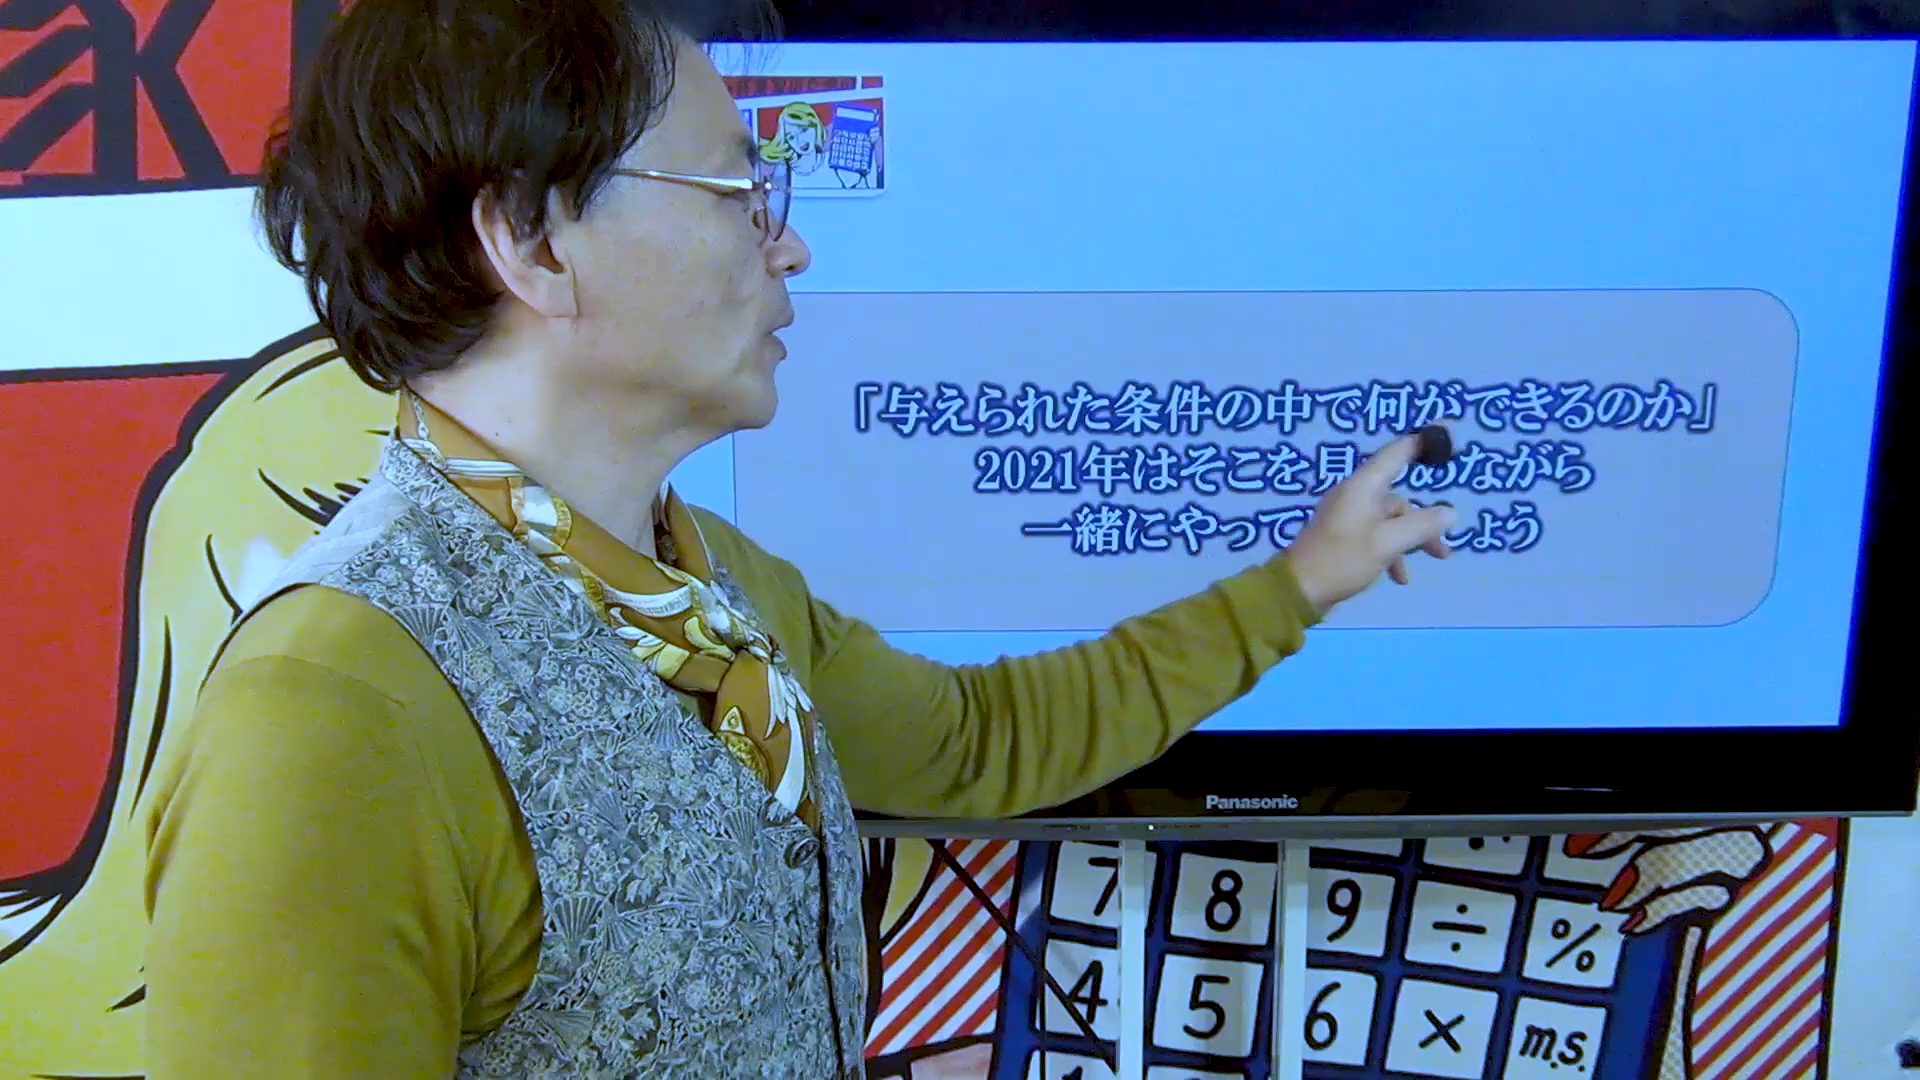 「与えられた条件の中で何ができるのか」
2021年はそこを見つめながら
一緒にやって しょう
Panasonic
7 8 9 ÷ %
4 5 6 × m.s.